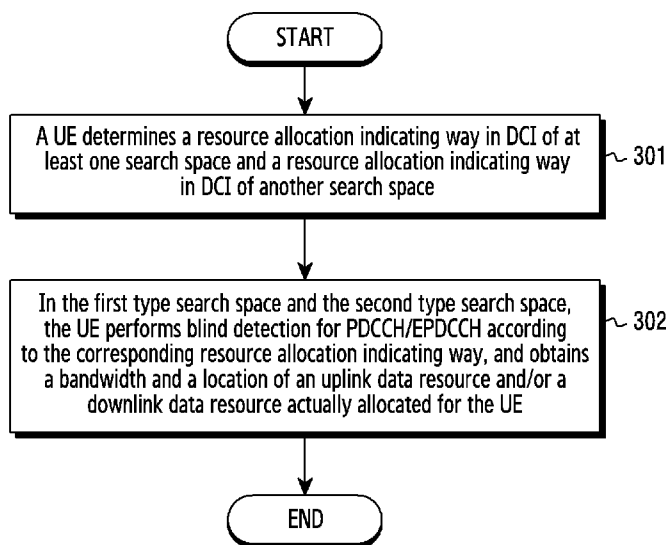 START
A UE determines a resource allocation indicating way in DCI of at
least one search space and a resource allocation indicating way
in DCI of another search space
301
In the first type search space and the second type search space,
the UE performs blind detection for PDCCH/EPDCCH according
to the corresponding resource allocation indicating way, and obtains
a bandwidth and a location of an uplink data resource and/or a
downlink data resource actually allocated for the UE
302
END